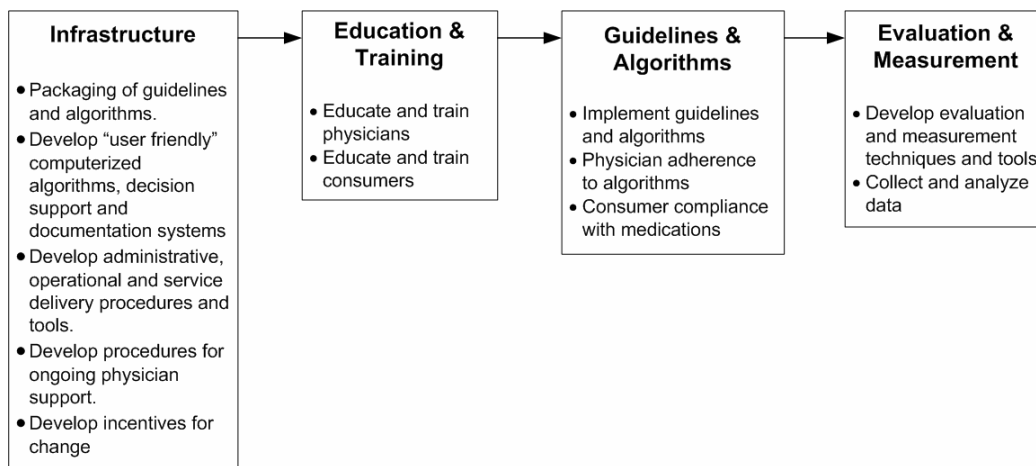 Infrastructure
• Packaging of guidelines
and algorithms.
• Develop “user friendly”
computerized
algorithms, decision
support and
documentation systems
• Develop administrative,
operational and service
delivery procedures and
tools.
• Develop procedures for
ongoing physician
support.
• Develop incentives for
change
Education &
Training
• Educate and train
physicians
• Educate and train
consumers
Guidelines &
Algorithms
• Implement guidelines
and algorithms
• Physician adherence
to algorithms
• Consumer compliance
with medications
Evaluation &
Measurement
• Develop evaluation
and measurement
techniques and tools
• Collect and analyze
data